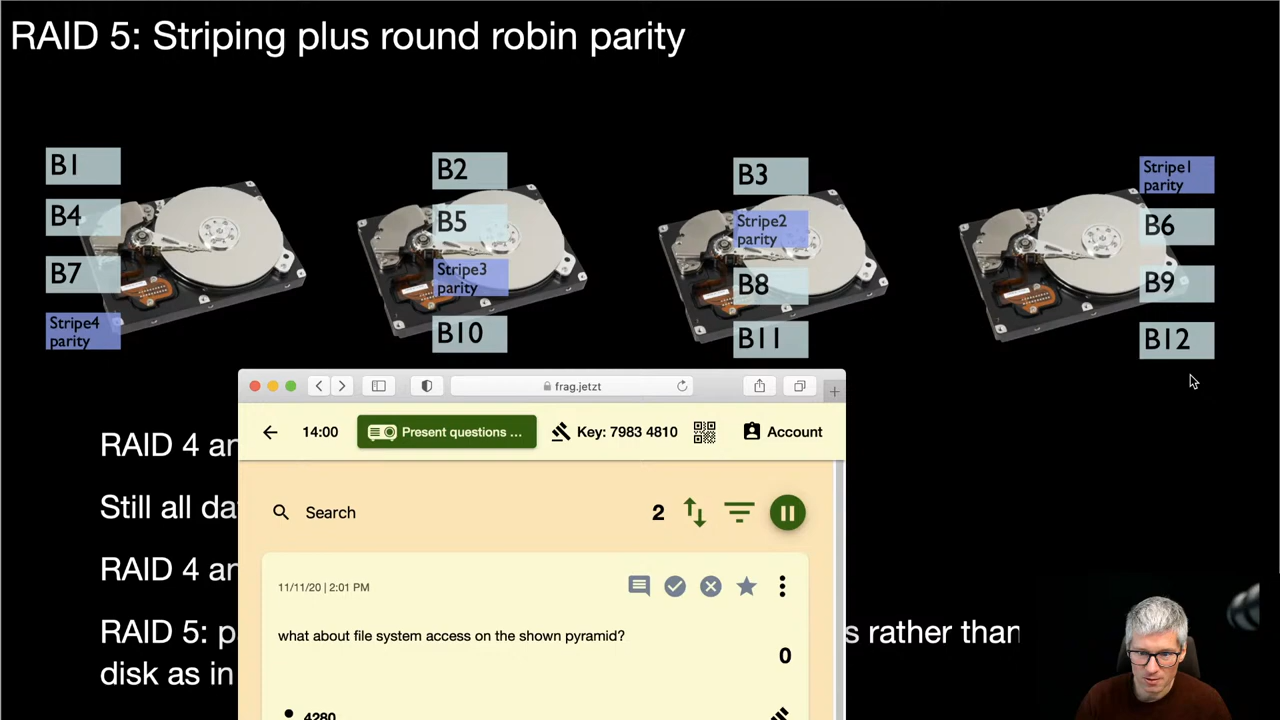 RAID 5: Striping plus round robin parity
B1
B2
B3
Stripe1
parity
B4
B5
Stripe2
parity
B6
B7
Stripe3
parity
B8
B9
Stripe4
parity
B10
B11
B12
frag.jetzt
14:00
Present questions ...
Key: 7983 4810
Account
RAID 4 an
Search
2
Still all da
11/11/20 | 2:01 PM
RAID 4 an
what about file system access on the shown pyramid?
0
RAID 5: p
s rather than
disk as in
4280